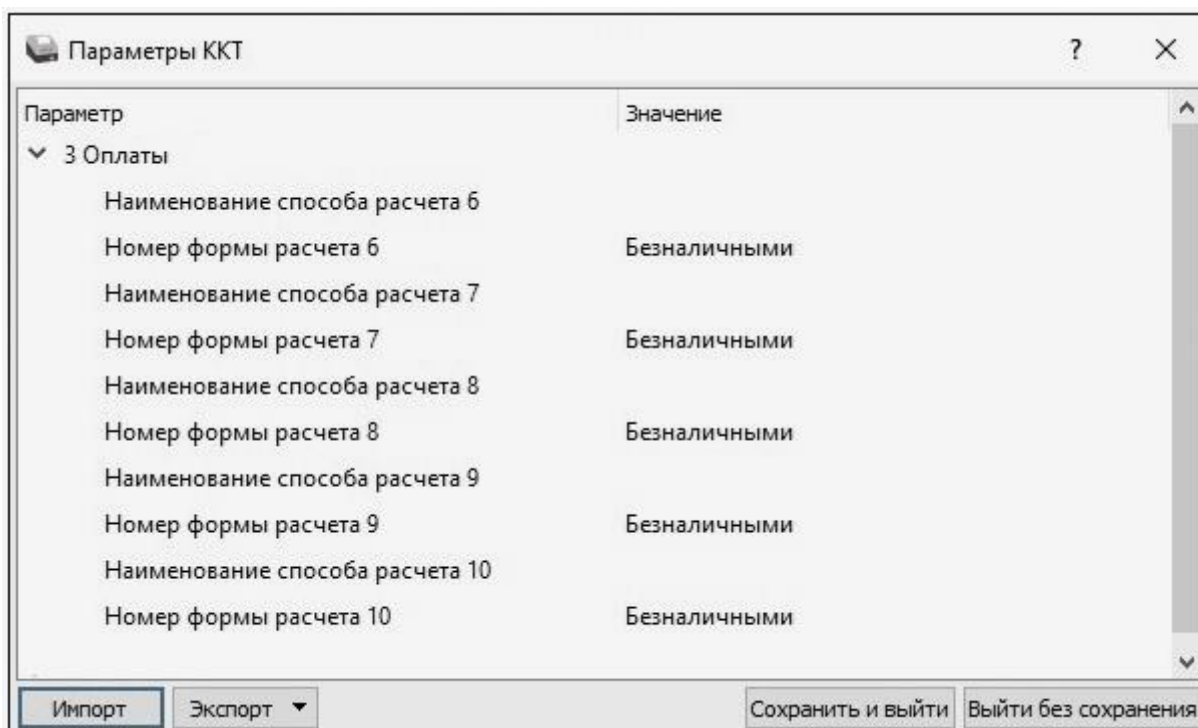 Параметры ККТ ? ×
Параметр Значение
3 Оплаты
Наименование способа расчета 6
Номер формы расчета 6 Безналичными
Наименование способа расчета 7
Номер формы расчета 7 Безналичными
Наименование способа расчета 8
Номер формы расчета 8 Безналичными
Наименование способа расчета 9
Номер формы расчета 9 Безналичными
Наименование способа расчета 10
Номер формы расчета 10 Безналичными
Импорт Экспорт Сохранить и выйти Выйти без сохранения